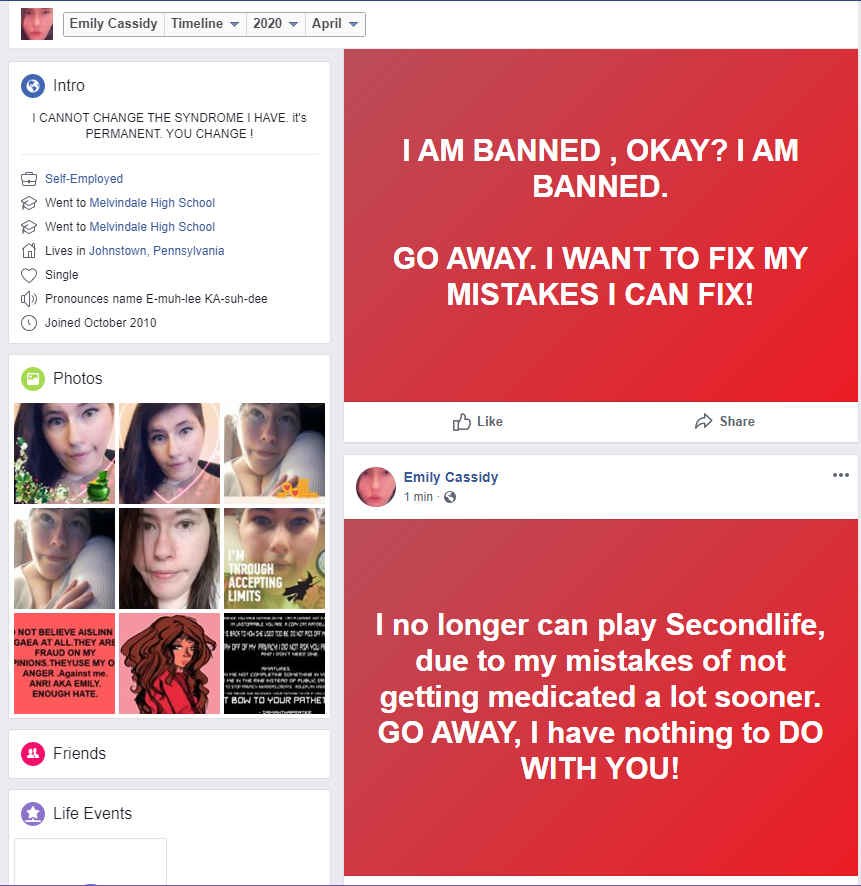 Emily Cassidy Timeline 2020 April
Intro
I CANNOT CHANGE THE SYNDROME I HAVE. it's
PERMANENT. YOU CHANGE !
Self-Employed
Went to Melvindale High School
Went to Melvindale High School
Lives in Johnstown, Pennsylvania
Single
Pronounces name E-muh-lee KA-suh-dee
Joined October 2010
Photos
I'M
THROUGH
ACCEPTING
LIMITS
NOT BELIEVE AISLINN
GAEA AT ALL.THEY ARE
FRAUD ON MY
PINIONS.THEYUSE MY O
ANGER .Against me.
ANRI AKA EMILY.
ENOUGH HATE.
T BOW TO YOUR PATHET
Friends
Life Events
I AM BANNED , OKAY? I AM
BANNED.
GO AWAY. I WANT TO FIX MY
MISTAKES I CAN FIX!
Like Share
Emily Cassidy
1 min ·
I no longer can play Secondlife,
due to my mistakes of not
getting medicated a lot sooner.
GO AWAY, I have nothing to DO
WITH YOU!